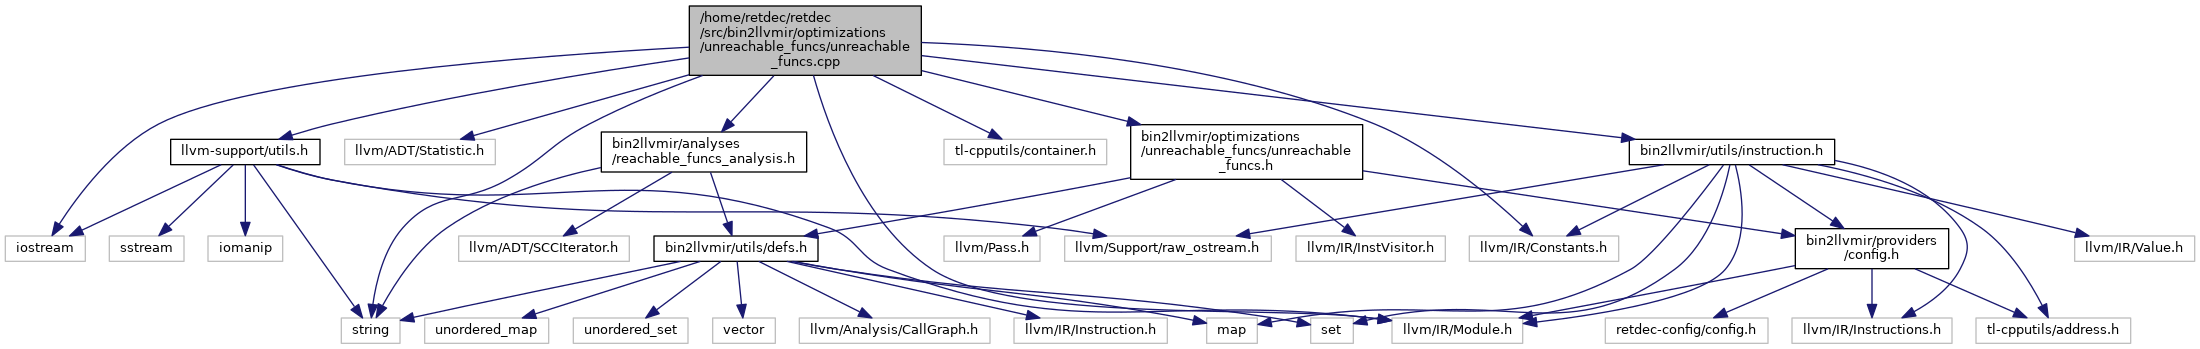 /home/retdec/retdec
/src/bin2llvmir/optimizations
/unreachable_funcs/unreachable
_funcs.cpp
llvm-support/utils.h
llvm/ADT/Statistic.h
bin2llvmir/analyses
/reachable_funcs_analysis.h
tl-cpputils/container.h
bin2llvmir/optimizations
/unreachable_funcs/unreachable
_funcs.h
bin2llvmir/utils/instruction.h
iostream
sstream
iomanip
llvm/ADT/SCCIterator.h
bin2llvmir/utils/defs.h
llvm/Pass.h
llvm/Support/raw_ostream.h
llvm/IR/InstVisitor.h
llvm/IR/Constants.h
bin2llvmir/providers
/config.h
llvm/IR/Value.h
string
unordered_map
unordered_set
vector
llvm/Analysis/CallGraph.h
llvm/IR/Instruction.h
map
set
llvm/IR/Module.h
retdec-config/config.h
llvm/IR/Instructions.h
tl-cpputils/address.h